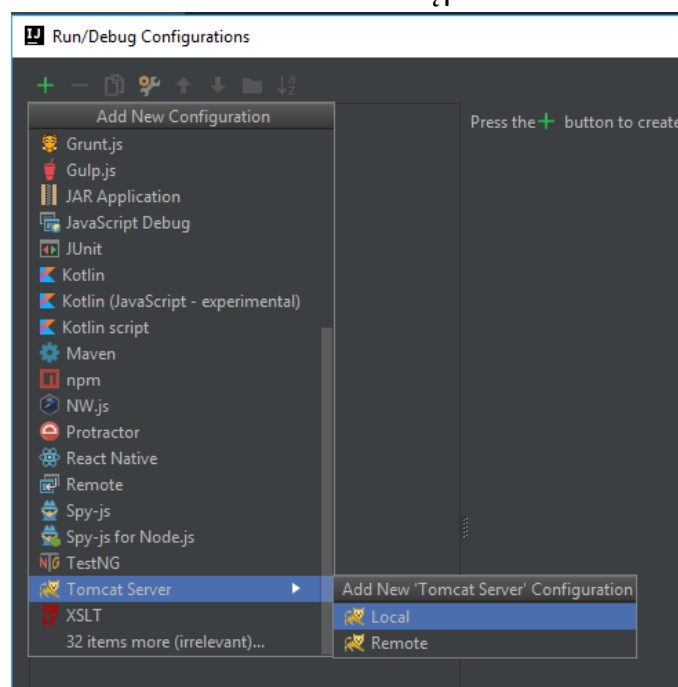 Run/Debug Configurations
Add New Configuration
Press the + button to create
Grunt.js
Gulp.js
JAR Application
JavaScript Debug
JUnit
Kotlin
Kotlin (JavaScript - experimental)
Kotlin script
Maven
npm
NW.js
Protractor
React Native
Remote
Spy-js
Spy-js for Node.js
TestNG
Tomcat Server
Add New 'Tomcat Server' Configuration
XSLT
Local
32 items more (irrelevant)...
Remote